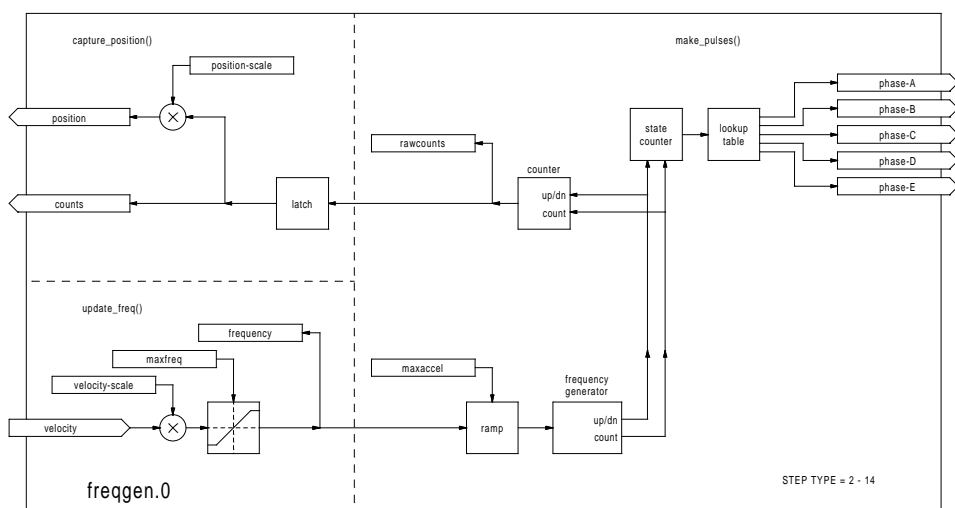 capture_position()
make_pulses()
position-scale
position
phase-A
phase-B
phase-C
phase-D
phase-E
state
counter
lookup
table
rawcounts
counter
up/dn
count
counts
latch
update_freq()
frequency
maxfreq
velocity-scale
velocity
maxaccel
ramp
frequency
generator
up/dn
count
freqgen.0
STEP TYPE = 2 - 14